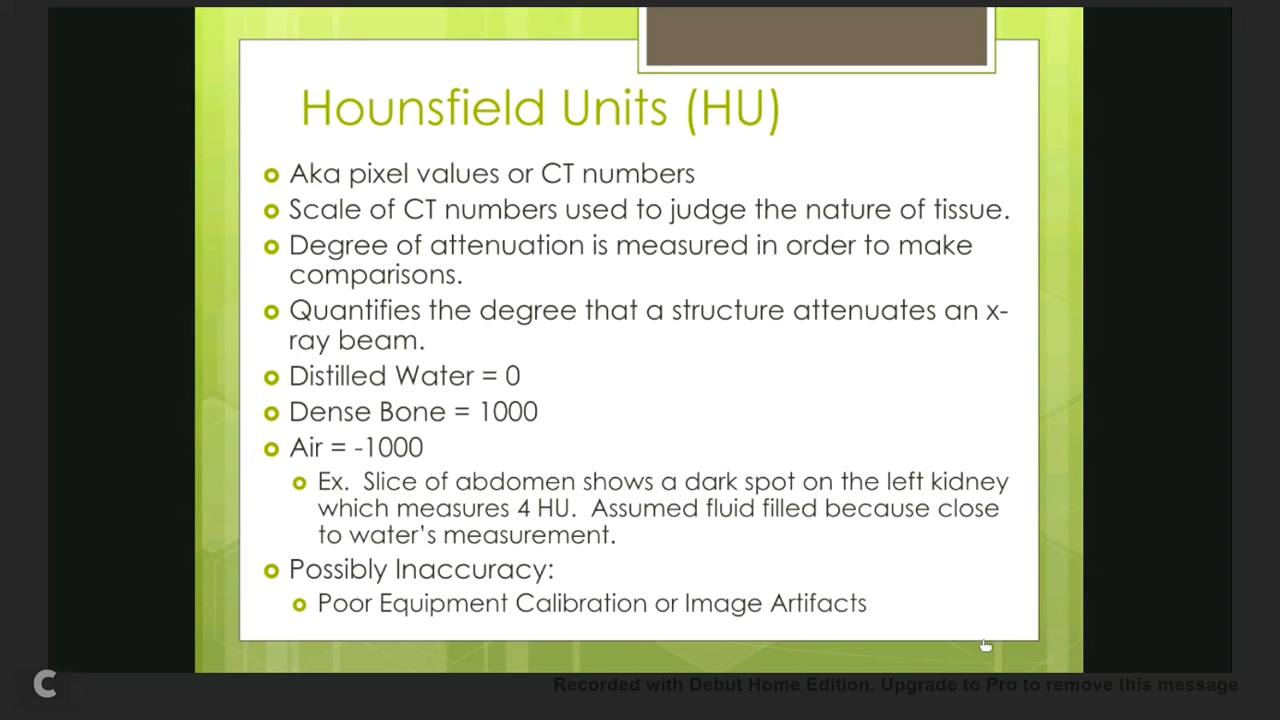 Hounsfield Units (HU)
Aka pixel values or CT numbers
Scale of CT numbers used to judge the nature of tissue.
Degree of attenuation is measured in order to make
comparisons.
Quantifies the degree that a structure attenuates an x-
ray beam.
Distilled Water = 0
Dense Bone = 1000
Air = -1000
Ex.  Slice of abdomen shows a dark spot on the left kidney
which measures 4 HU.  Assumed fluid filled because close
to water's measurement.
Possibly Inaccuracy:
Poor Equipment Calibration or Image Artifacts
C
Recorded with Debut Home Edition. Upgrade to Pro to remove this message